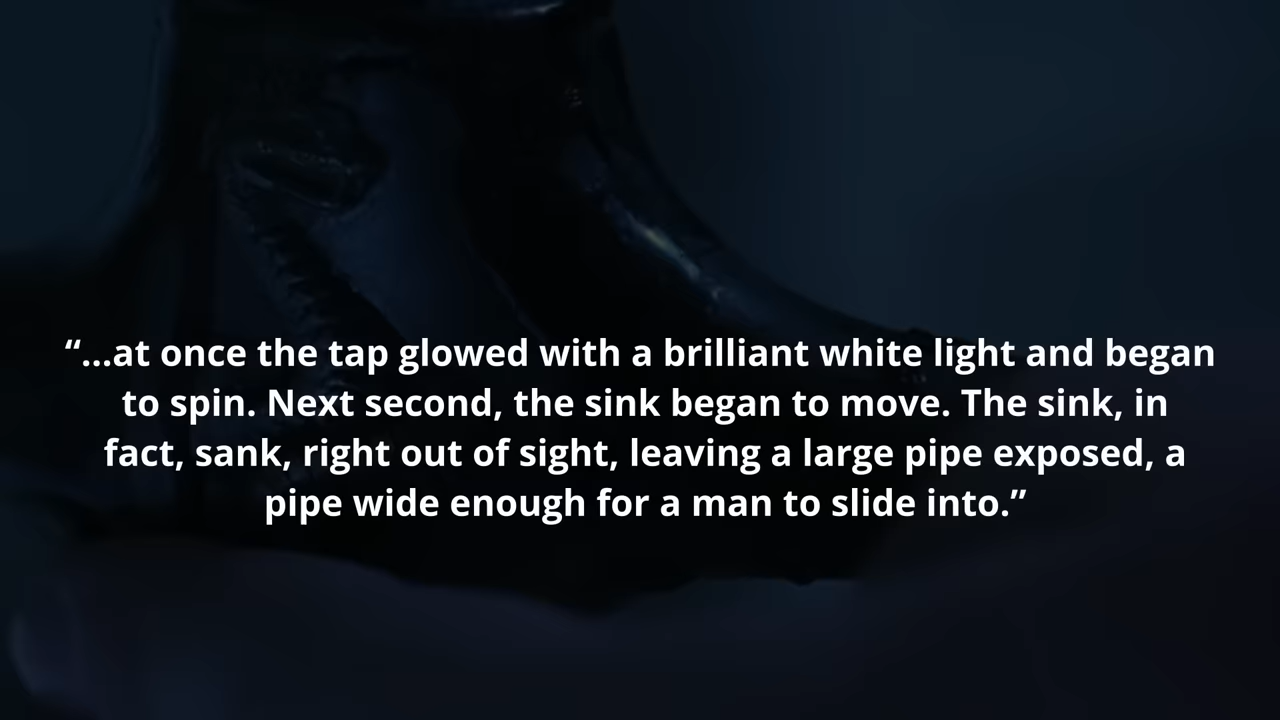 “...at once the tap glowed with a brilliant white light and began
to spin. Next second, the sink began to move. The sink, in
fact, sank, right out of sight, leaving a large pipe exposed, a
pipe wide enough for a man to slide into.”